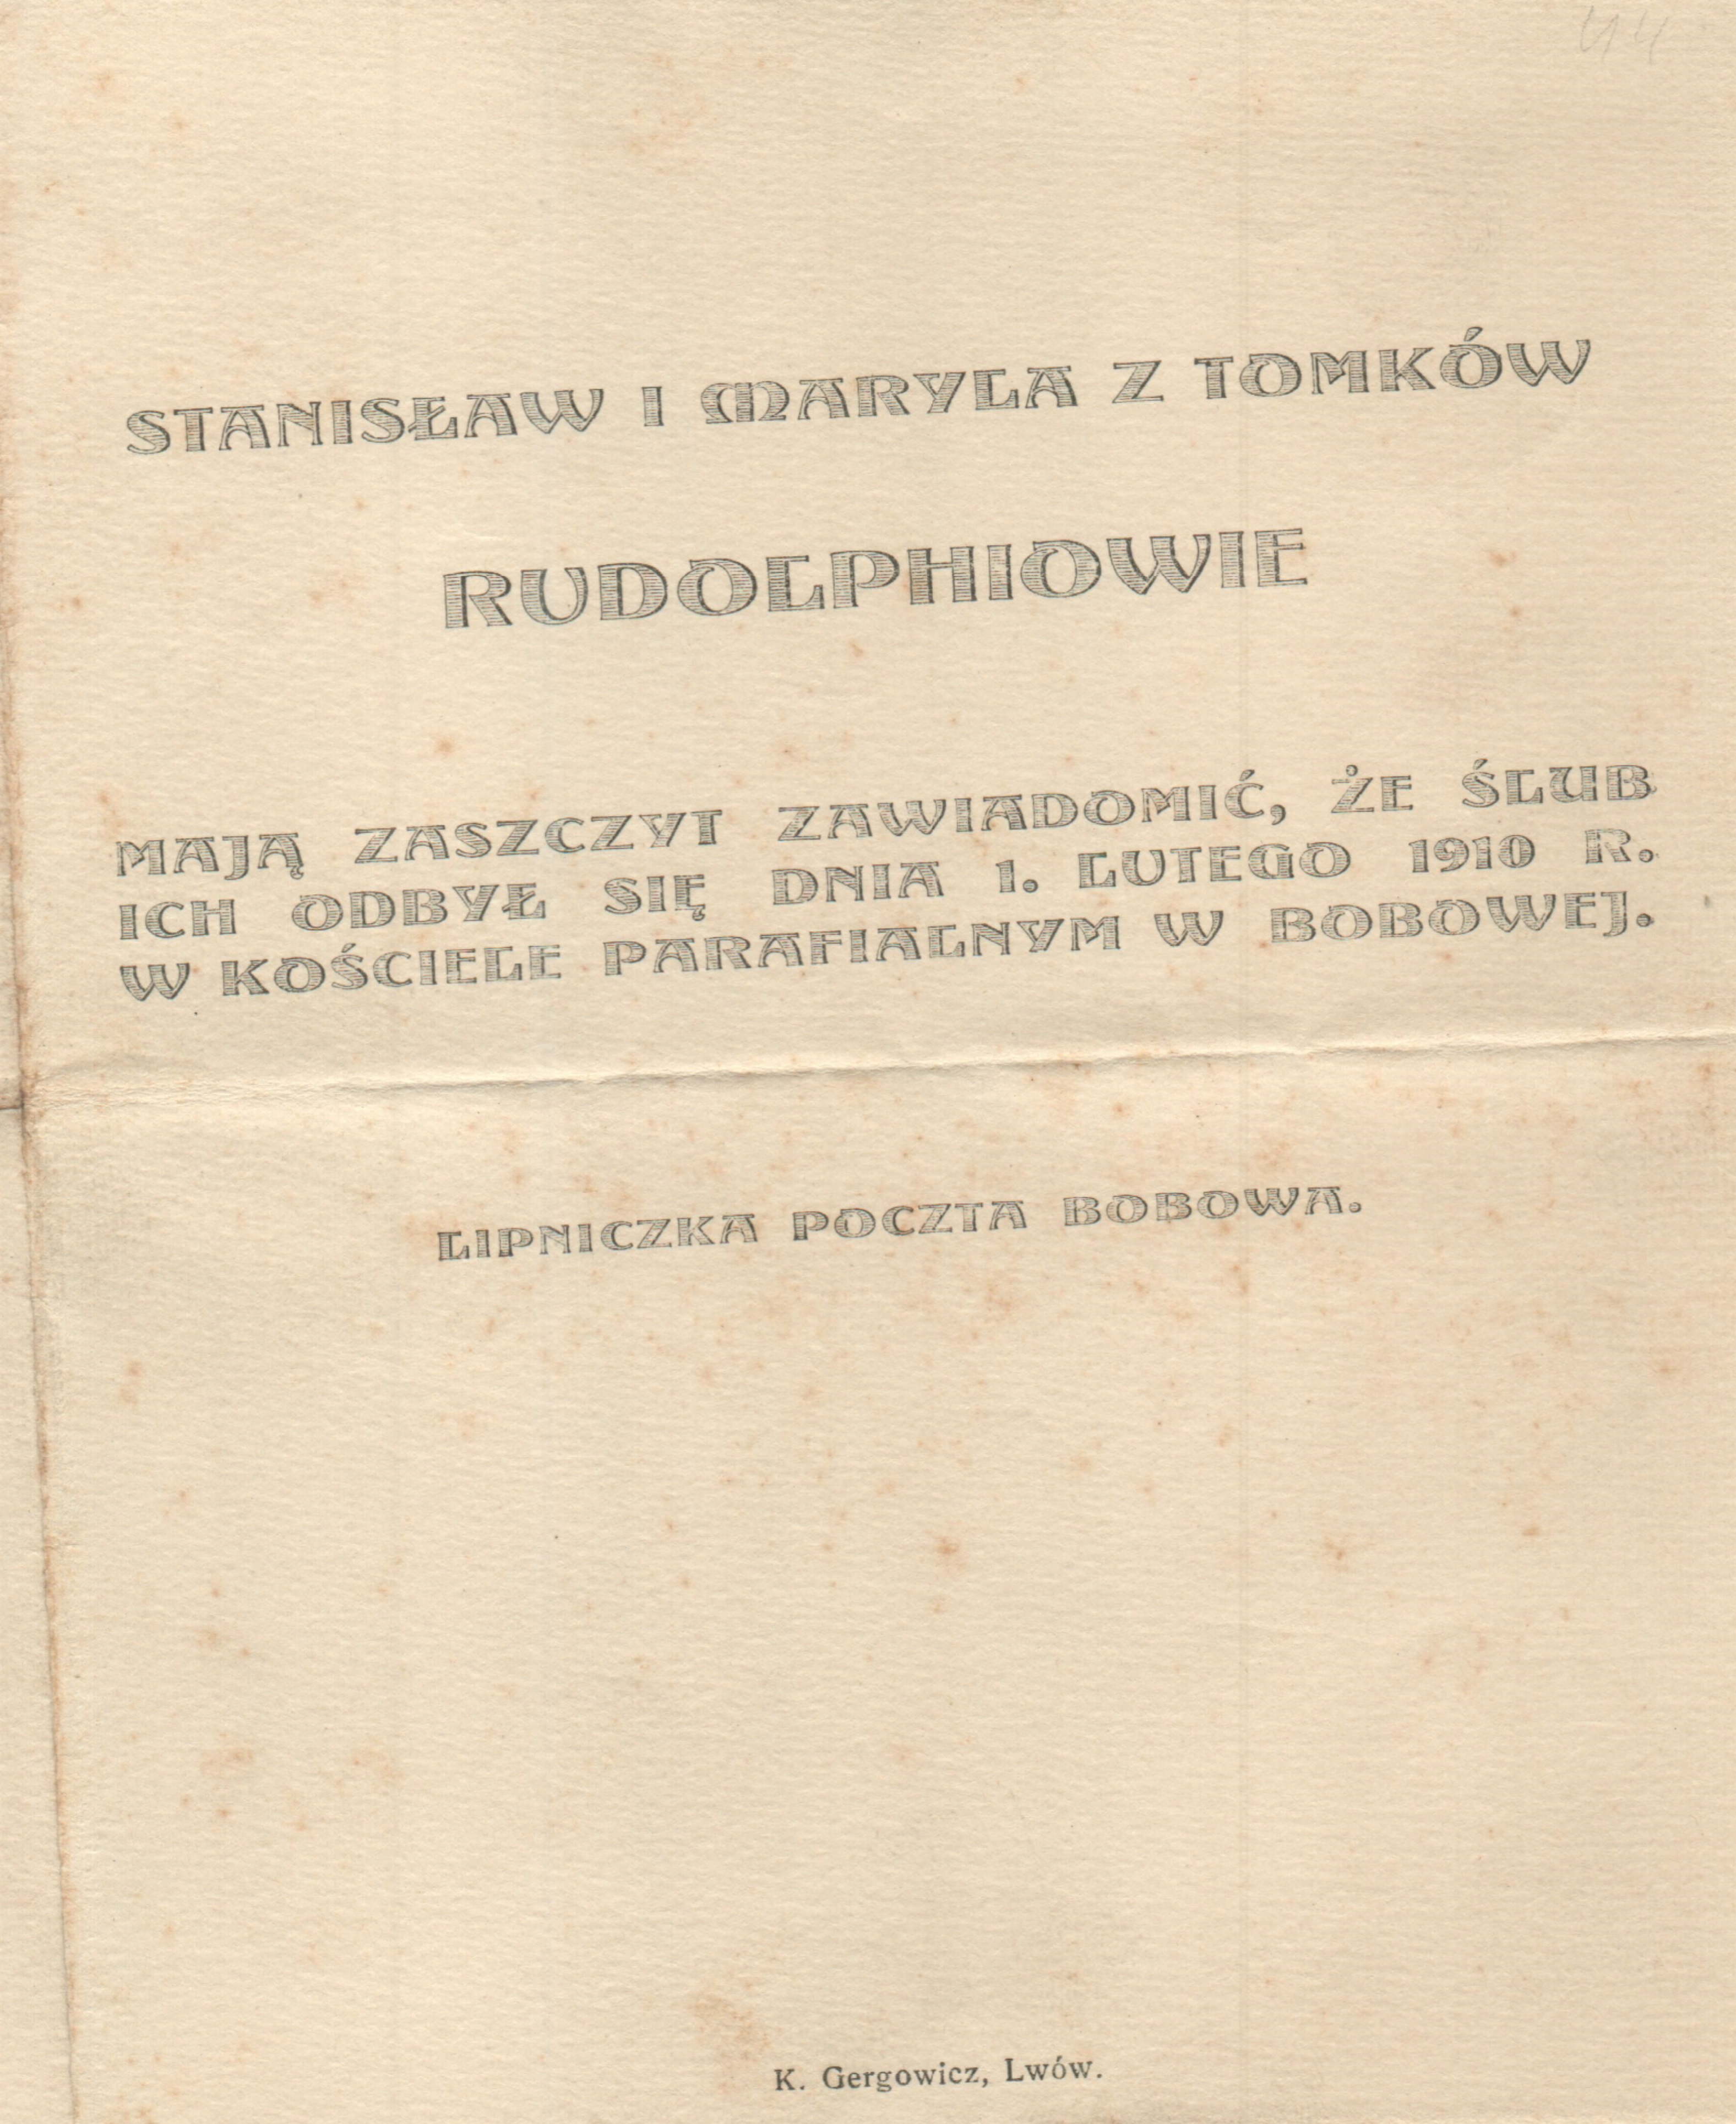 44
STANISŁAW I MARYLA Z TOMKÓW
RUDOLPHIOWIE
MAJĄ ZASZCZYT ZAWIADOMIĆ, ŻE ŚLUB
ICH ODBYŁ SIĘ DNIA 1. LUTEGO 1910 R.
W KOŚCIELE PARAFIALNYM W BOBOWEJ.
LIPNICZKA POCZTA BOBOWA.
K. Gergowicz, Lwów.